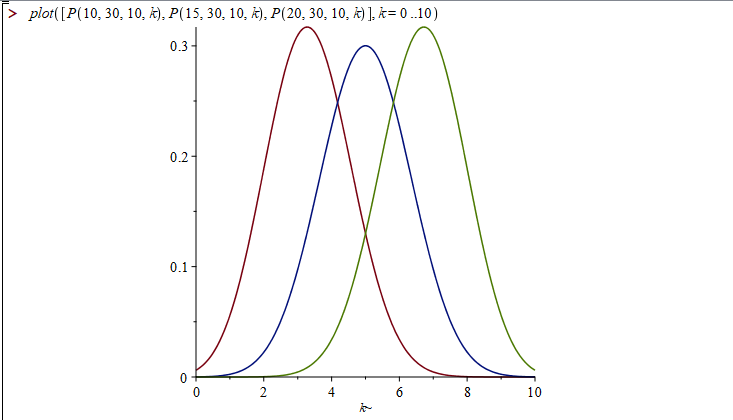 > plot([P(10, 30, 10, k), P(15, 30, 10, k), P(20, 30, 10, k)], k = 0 ..10)
0.3
0.2
0.1
0
0 2 4 6 8 10
k~